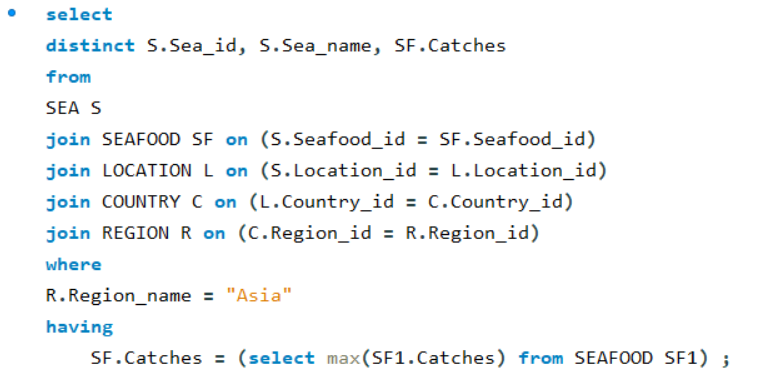 select
distinct S.Sea_id, S.Sea_name, SF.Catches
from
SEA S
join SEAFOOD SF on (S.Seafood_id = SF.Seafood_id)
join LOCATION L on (S.Location_id = L.Location_id)
join COUNTRY C on (L.Country_id = C.Country_id)
join REGION R on (C.Region_id = R.Region_id)
where
R.Region_name = "Asia"
having
SF.Catches = (select max(SF1.Catches) from SEAFOOD SF1) ;